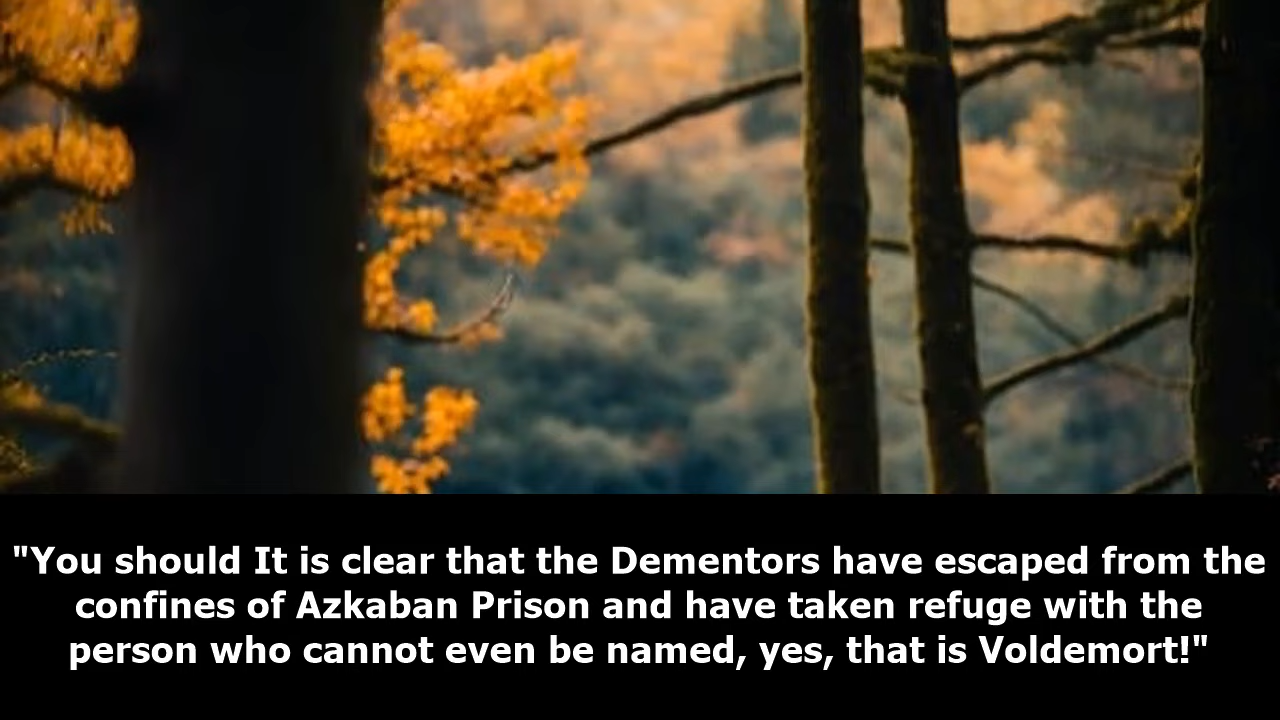 "You should It is clear that the Dementors have escaped from the
confines of Azkaban Prison and have taken refuge with the
person who cannot even be named, yes, that is Voldemort!"